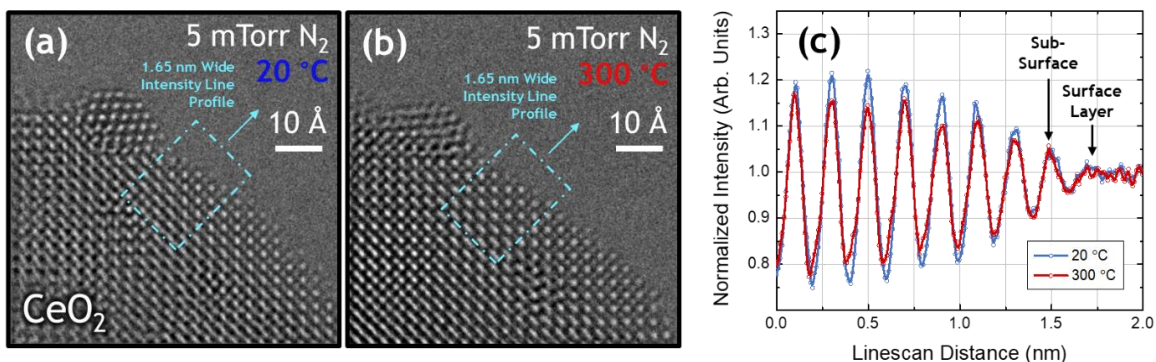 (a)
5 mTorr N₂
20 °C
1.65 nm Wide
Intensity Line
Profile
10 Å
CeO₂
(b)
5 mTorr N₂
300 °C
1.65 nm Wide
Intensity Line
Profile
10 Å
(c)
Normalized Intensity (Arb. Units)
1.3
1.2
1.1
1.0
0.9
0.8
Sub-
Surface
Surface
Layer
20 °C
300 °C
0.0
0.5
1.0
1.5
2.0
Linescan Distance (nm)